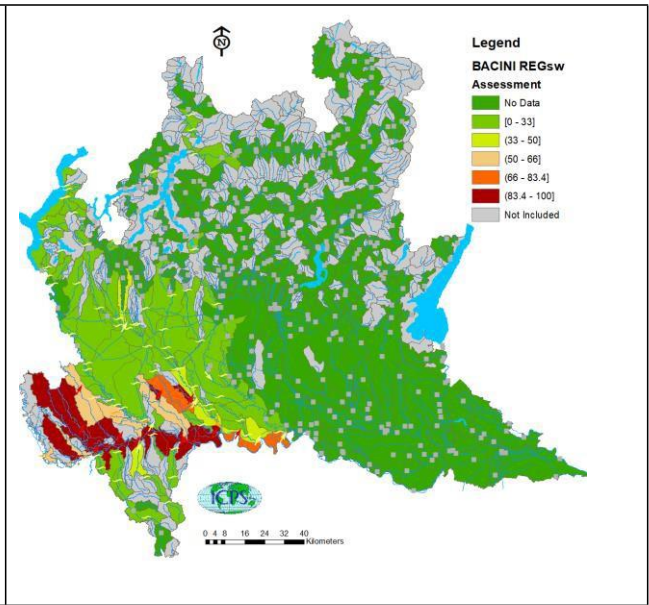 N
Legend
BACINI REGsw
Assessment
No Data
[0 - 33]
(33 - 50]
(50 - 66]
(66 - 83.4]
(83.4 - 100]
Not Included
ICPS
0 4 8 16 24 32 40
Kilometers